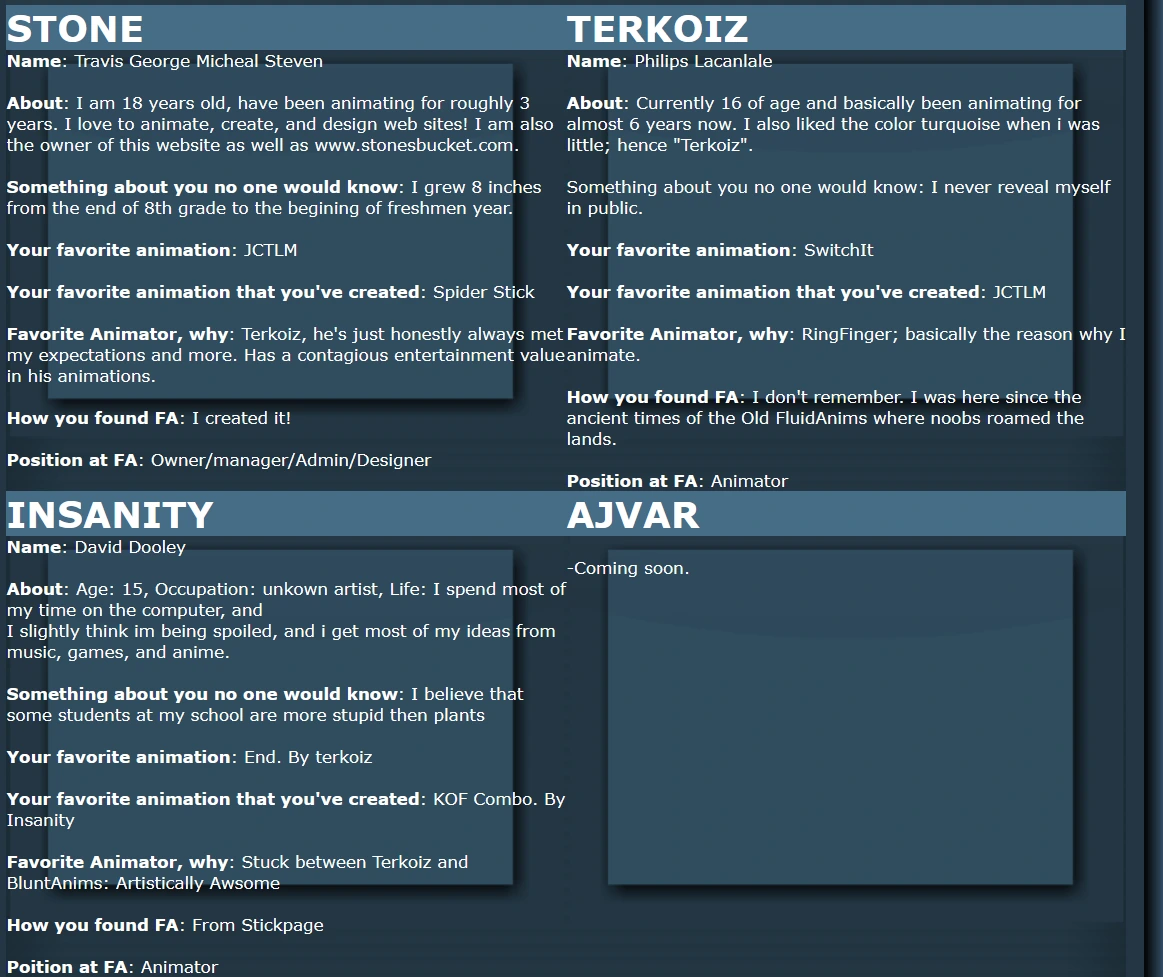 STONE
Name: Travis George Micheal Steven
About: I am 18 years old, have been animating for roughly 3
years. I love to animate, create, and design web sites! I am also
the owner of this website as well as www.stonesbucket.com.
Something about you no one would know: I grew 8 inches
from the end of 8th grade to the begining of freshmen year.
Your favorite animation: JCTLM
Your favorite animation that you've created: Spider Stick
Favorite Animator, why: Terkoiz, he's just honestly always met
my expectations and more. Has a contagious entertainment value
in his animations.
How you found FA: I created it!
Position at FA: Owner/manager/Admin/Designer
TERKOIZ
Name: Philips Lacanlale
About: Currently 16 of age and basically been animating for
almost 6 years now. I also liked the color turquoise when i was
little; hence "Terkoiz".
Something about you no one would know: I never reveal myself
in public.
Your favorite animation: SwitchIt
Your favorite animation that you've created: JCTLM
Favorite Animator, why: RingFinger; basically the reason why I
animate.
How you found FA: I don't remember. I was here since the
ancient times of the Old FluidAnims where noobs roamed the
lands.
Position at FA: Animator
INSANITY
Name: David Dooley
About: Age: 15, Occupation: unkown artist, Life: I spend most of
my time on the computer, and
I slightly think im being spoiled, and i get most of my ideas from
music, games, and anime.
Something about you no one would know: I believe that
some students at my school are more stupid then plants
Your favorite animation: End. By terkoiz
Your favorite animation that you've created: KOF Combo. By
Insanity
Favorite Animator, why: Stuck between Terkoiz and
BluntAnims: Artistically Awsome
How you found FA: From Stickpage
Poition at FA: Animator
AJVAR
-Coming soon.